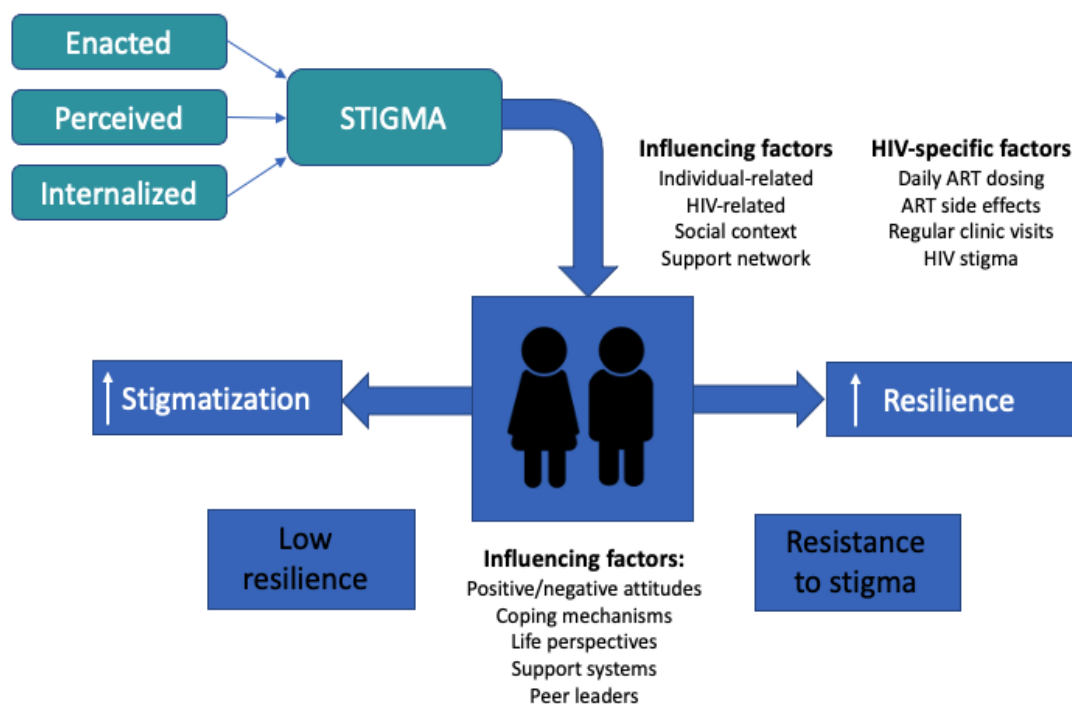 Enacted
Perceived
Internalized
STIGMA
Influencing factors
Individual-related
HIV-related
Social context
Support network
HIV-specific factors
Daily ART dosing
ART side effects
Regular clinic visits
HIV stigma
Stigmatization
Resilience
Low
resilience
Influencing factors:
Positive/negative attitudes
Coping mechanisms
Life perspectives
Support systems
Peer leaders
Resistance
to stigma